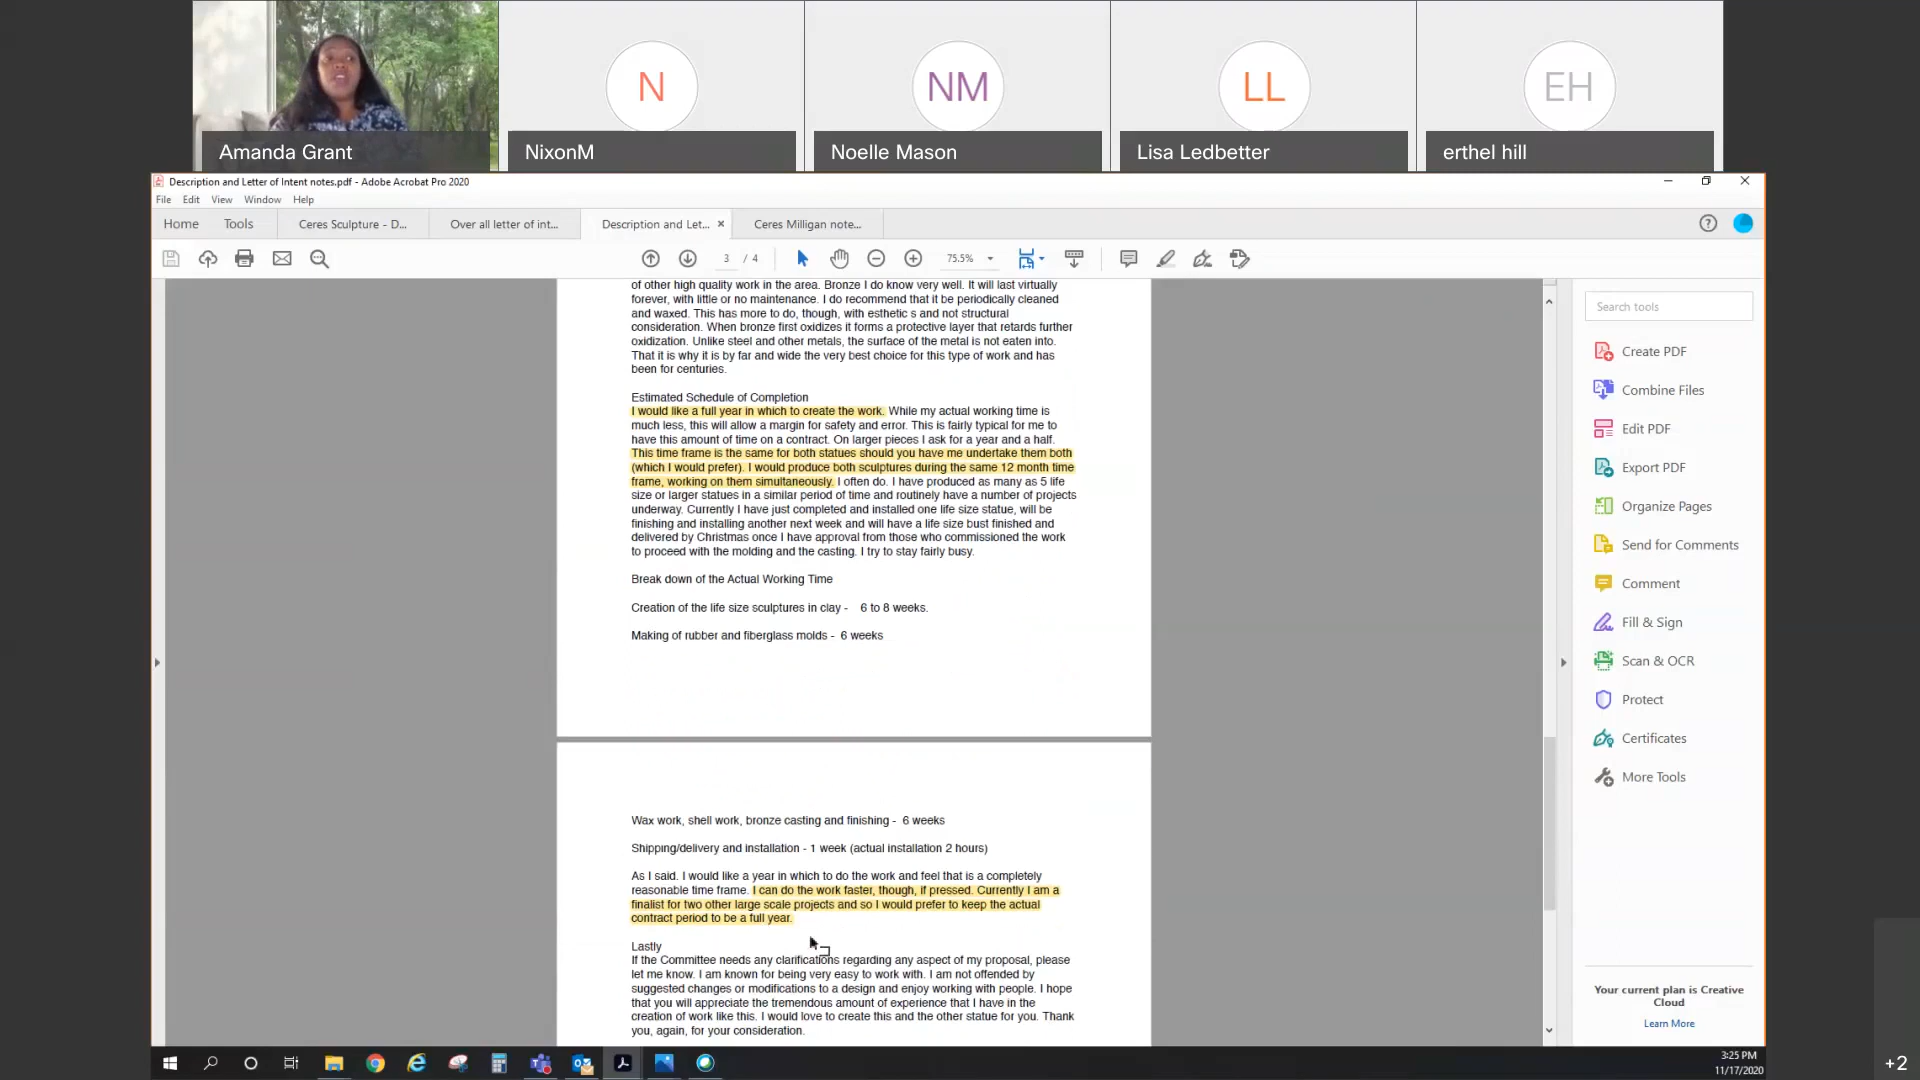 N
NM
LL
EH
Amanda Grant
NixonM
Noelle Mason
Lisa Ledbetter
erthel hill
Description and Letter of Intent notes.pdf - Adobe Acrobat Pro 2020
File Edit View Window Help
Home Tools Ceres Sculpture - D... Over all letter of int... Description and Let... × Ceres Milligan note...
3 / 4 75.5%
of other high quality work in the area. Bronze I do know very well. It will last virtually
forever, with little or no maintenance. I do recommend that it be periodically cleaned
and waxed. This has more to do, though, with esthetic s and not structural
consideration. When bronze first oxidizes it forms a protective layer that retards further
oxidization. Unlike steel and other metals, the surface of the metal is not eaten into.
That it is why it is by far and wide the very best choice for this type of work and has
been for centuries.
Estimated Schedule of Completion
I would like a full year in which to create the work. While my actual working time is
much less, this will allow a margin for safety and error. This is fairly typical for me to
have this amount of time on a contract. On larger pieces I ask for a year and a half.
This time frame is the same for both statues should you have me undertake them both
(which I would prefer). I would produce both sculptures during the same 12 month time
frame, working on them simultaneously. I often do. I have produced as many as 5 life
size or larger statues in a similar period of time and routinely have a number of projects
underway. Currently I have just completed and installed one life size statue, will be
finishing and installing another next week and will have a life size bust finished and
delivered by Christmas once I have approval from those who commissioned the work
to proceed with the molding and the casting. I try to stay fairly busy.
Break down of the Actual Working Time
Creation of the life size sculptures in clay - 6 to 8 weeks.
Making of rubber and fiberglass molds - 6 weeks
Wax work, shell work, bronze casting and finishing - 6 weeks
Shipping/delivery and installation - 1 week (actual installation 2 hours)
As I said. I would like a year in which to do the work and feel that is a completely
reasonable time frame. I can do the work faster, though, if pressed. Currently I am a
finalist for two other large scale projects and so I would prefer to keep the actual
contract period to be a full year.
Lastly
If the Committee needs any clarifications regarding any aspect of my proposal, please
let me know. I am known for being very easy to work with. I am not offended by
suggested changes or modifications to a design and enjoy working with people. I hope
that you will appreciate the tremendous amount of experience that I have in the
creation of work like this. I would love to create this and the other statue for you. Thank
you, again, for your consideration.
Search tools
Create PDF
Combine Files
Edit PDF
Export PDF
Organize Pages
Send for Comments
Comment
Fill & Sign
Scan & OCR
Protect
Certificates
More Tools
Your current plan is Creative
Cloud
Learn More
3:25 PM
11/17/2020
+2